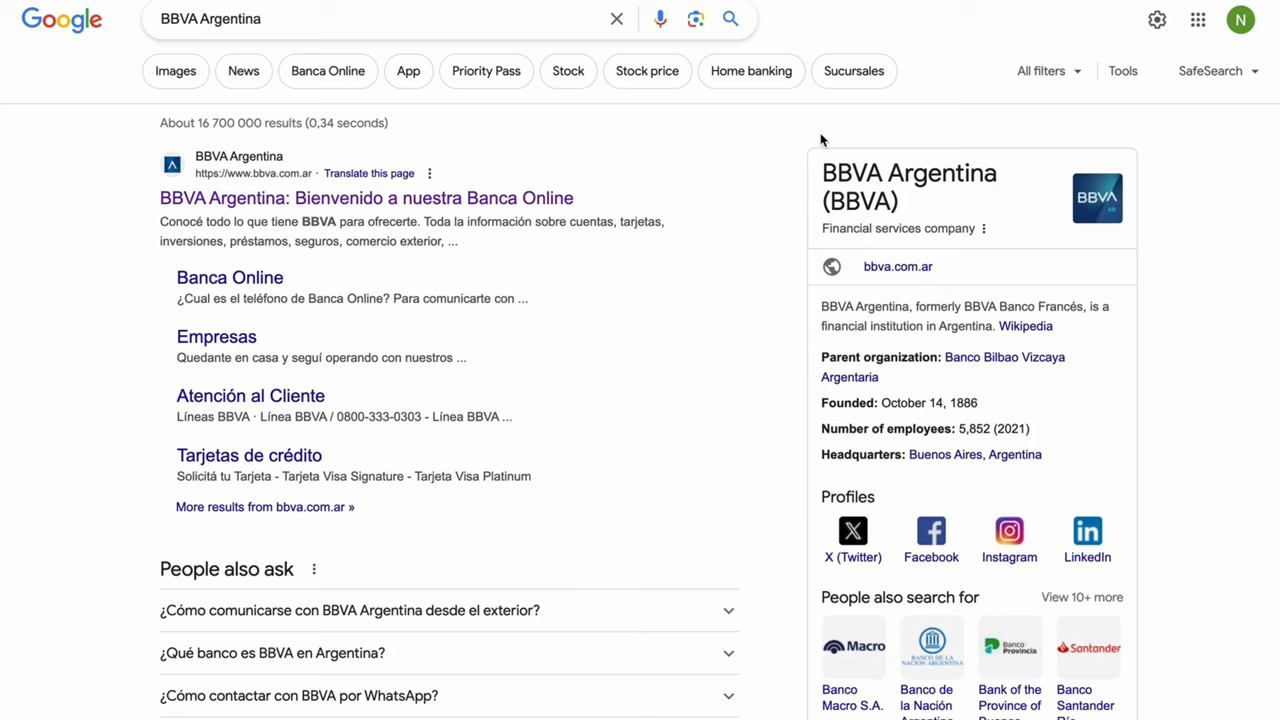 Google
BBVA Argentina
N
Images
News
Banca Online
App
Priority Pass
Stock
Stock price
Home banking
Sucursales
All filters
Tools
SafeSearch
About 16 700 000 results (0,34 seconds)
BBVA Argentina
https://www.bbva.com.ar · Translate this page
BBVA Argentina: Bienvenido a nuestra Banca Online
Conocé todo lo que tiene BBVA para ofrecerte. Toda la información sobre cuentas, tarjetas,
inversiones, préstamos, seguros, comercio exterior, ...
Banca Online
¿Cual es el teléfono de Banca Online? Para comunicarte con ...
Empresas
Quedante en casa y seguí operando con nuestros ...
Atención al Cliente
Líneas BBVA · Línea BBVA / 0800-333-0303 - Línea BBVA ...
Tarjetas de crédito
Solicitá tu Tarjeta - Tarjeta Visa Signature - Tarjeta Visa Platinum
More results from bbva.com.ar »
People also ask
¿Cómo comunicarse con BBVA Argentina desde el exterior?
¿Qué banco es BBVA en Argentina?
¿Cómo contactar con BBVA por WhatsApp?
BBVA Argentina
(BBVA)
Financial services company
BBVA
AR
bbva.com.ar
BBVA Argentina, formerly BBVA Banco Francés, is a
financial institution in Argentina. Wikipedia
Parent organization: Banco Bilbao Vizcaya
Argentaria
Founded: October 14, 1886
Number of employees: 5,852 (2021)
Headquarters: Buenos Aires, Argentina
Profiles
X (Twitter)
Facebook
Instagram
LinkedIn
People also search for
View 10+ more
Macro
BANCO DE LA
NACION ARGENTINA
Banco
Provincia
Santander
Banco
Macro S.A.
Banco de
la Nación
Bank of the
Province of
Banco
Santander